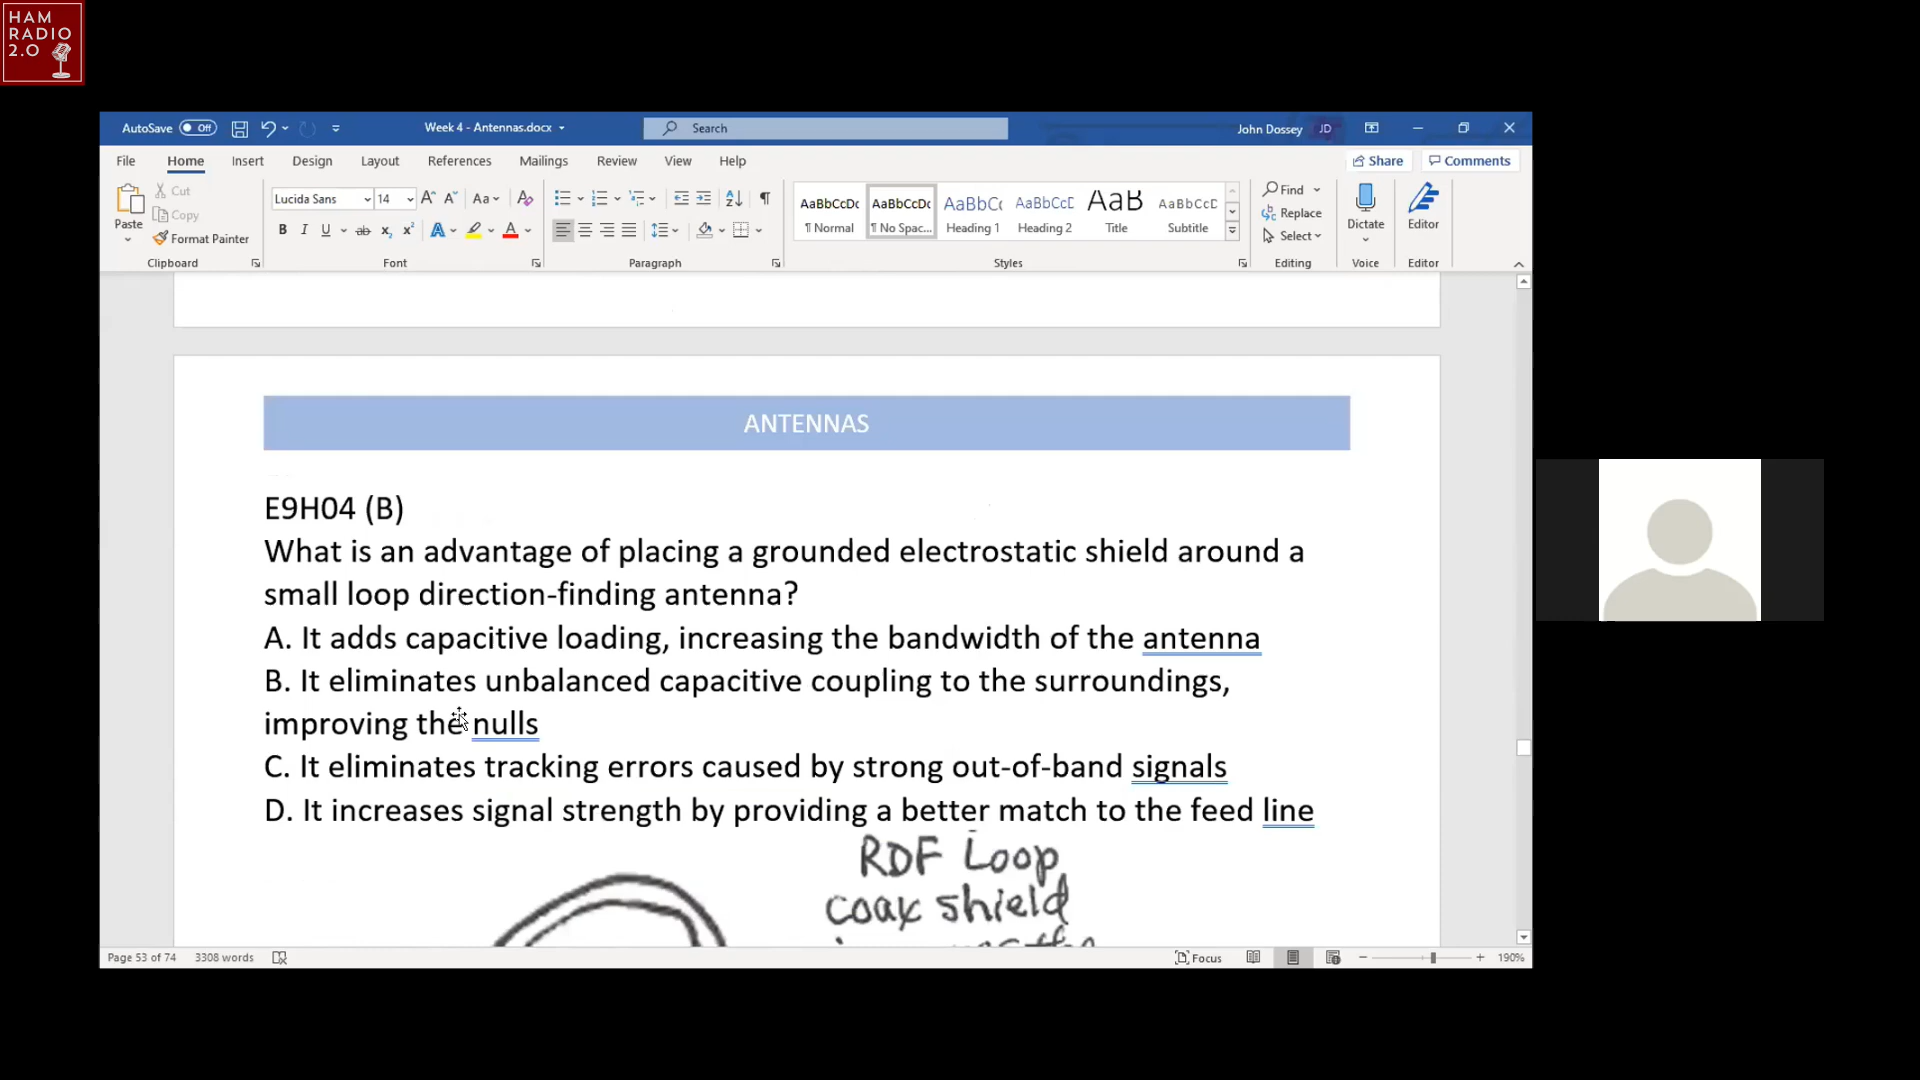 HAM
RADIO
2.0
AutoSave Off
Week 4 - Antennas.docx
Search
John Dossey JD
File Home Insert Design Layout References Mailings Review View Help
Share Comments
Paste
Cut
Copy
Format Painter
Clipboard
Lucida Sans 14
Font
Paragraph
AaBbCcDc AaBbCcDc AaBbCc AaBbCcE AaB AaBbCcD
¶ Normal ¶ No Spac... Heading 1 Heading 2 Title Subtitle
Styles
Find
Replace
Select
Editing
Dictate
Voice
Editor
Editor
ANTENNAS
E9H04 (B)
What is an advantage of placing a grounded electrostatic shield around a
small loop direction-finding antenna?
A. It adds capacitive loading, increasing the bandwidth of the antenna
B. It eliminates unbalanced capacitive coupling to the surroundings,
improving the nulls
C. It eliminates tracking errors caused by strong out-of-band signals
D. It increases signal strength by providing a better match to the feed line
RDF Loop
coax shield
Page 53 of 74 3308 words
Focus
190%